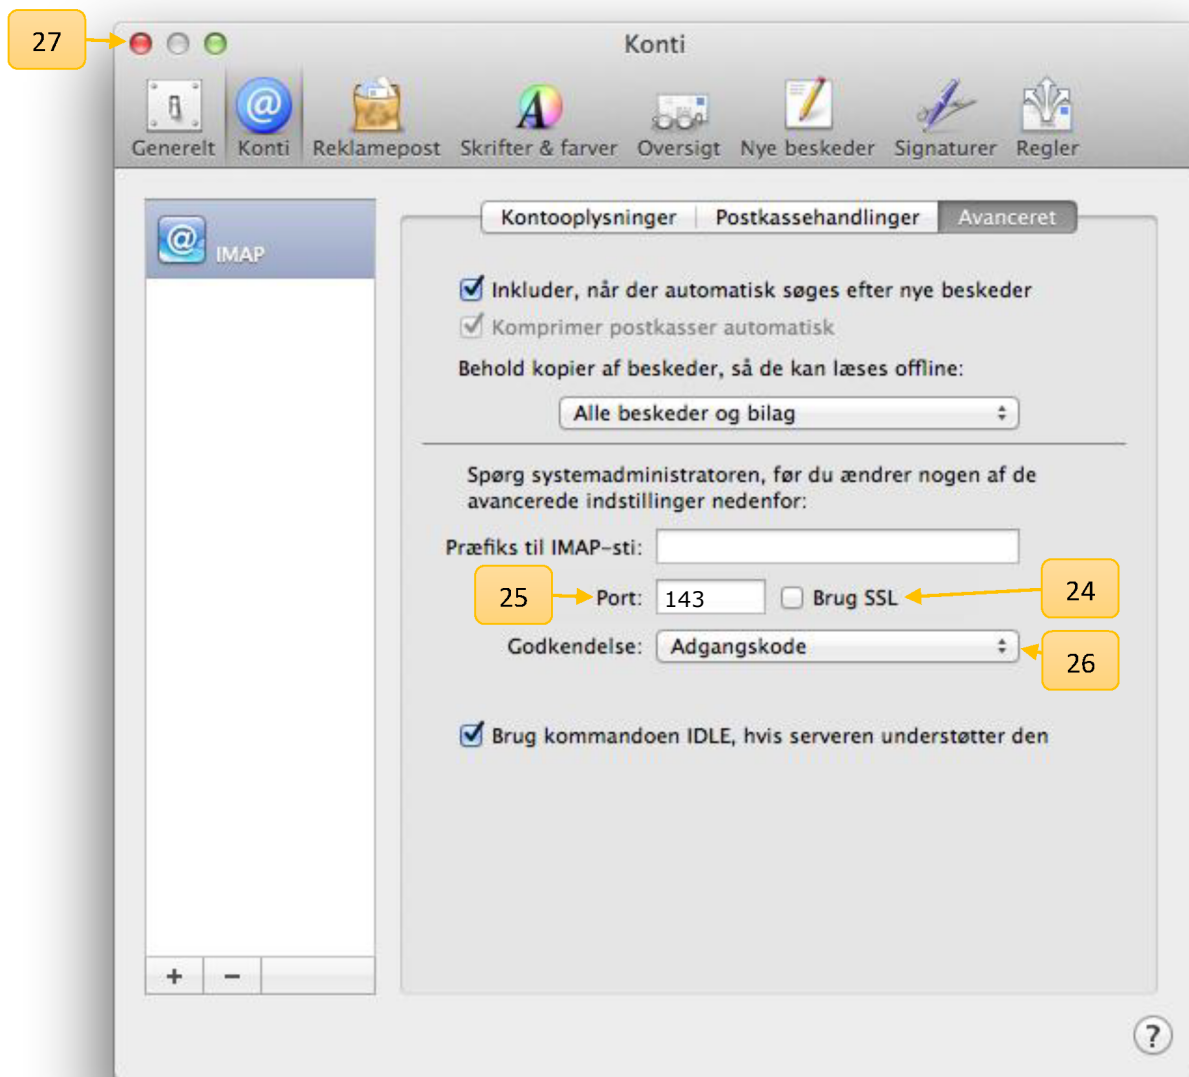 27
Konti
Generelt Konti Reklamepost Skrifter & farver Oversigt Nye beskeder Signaturer Regler
Kontooplysninger Postkassehandlinger Avanceret
@ IMAP
Inkluder, når der automatisk søges efter nye beskeder
Komprimer postkasser automatisk
Behold kopier af beskeder, så de kan læses offline:
Alle beskeder og bilag
Spørg systemadministratoren, før du ændrer nogen af de
avancerede indstillinger nedenfor:
Præfiks til IMAP-sti:
25 Port: 143 Brug SSL 24
Godkendelse: Adgangskode 26
Brug kommandoen IDLE, hvis serveren understøtter den
+ −
?